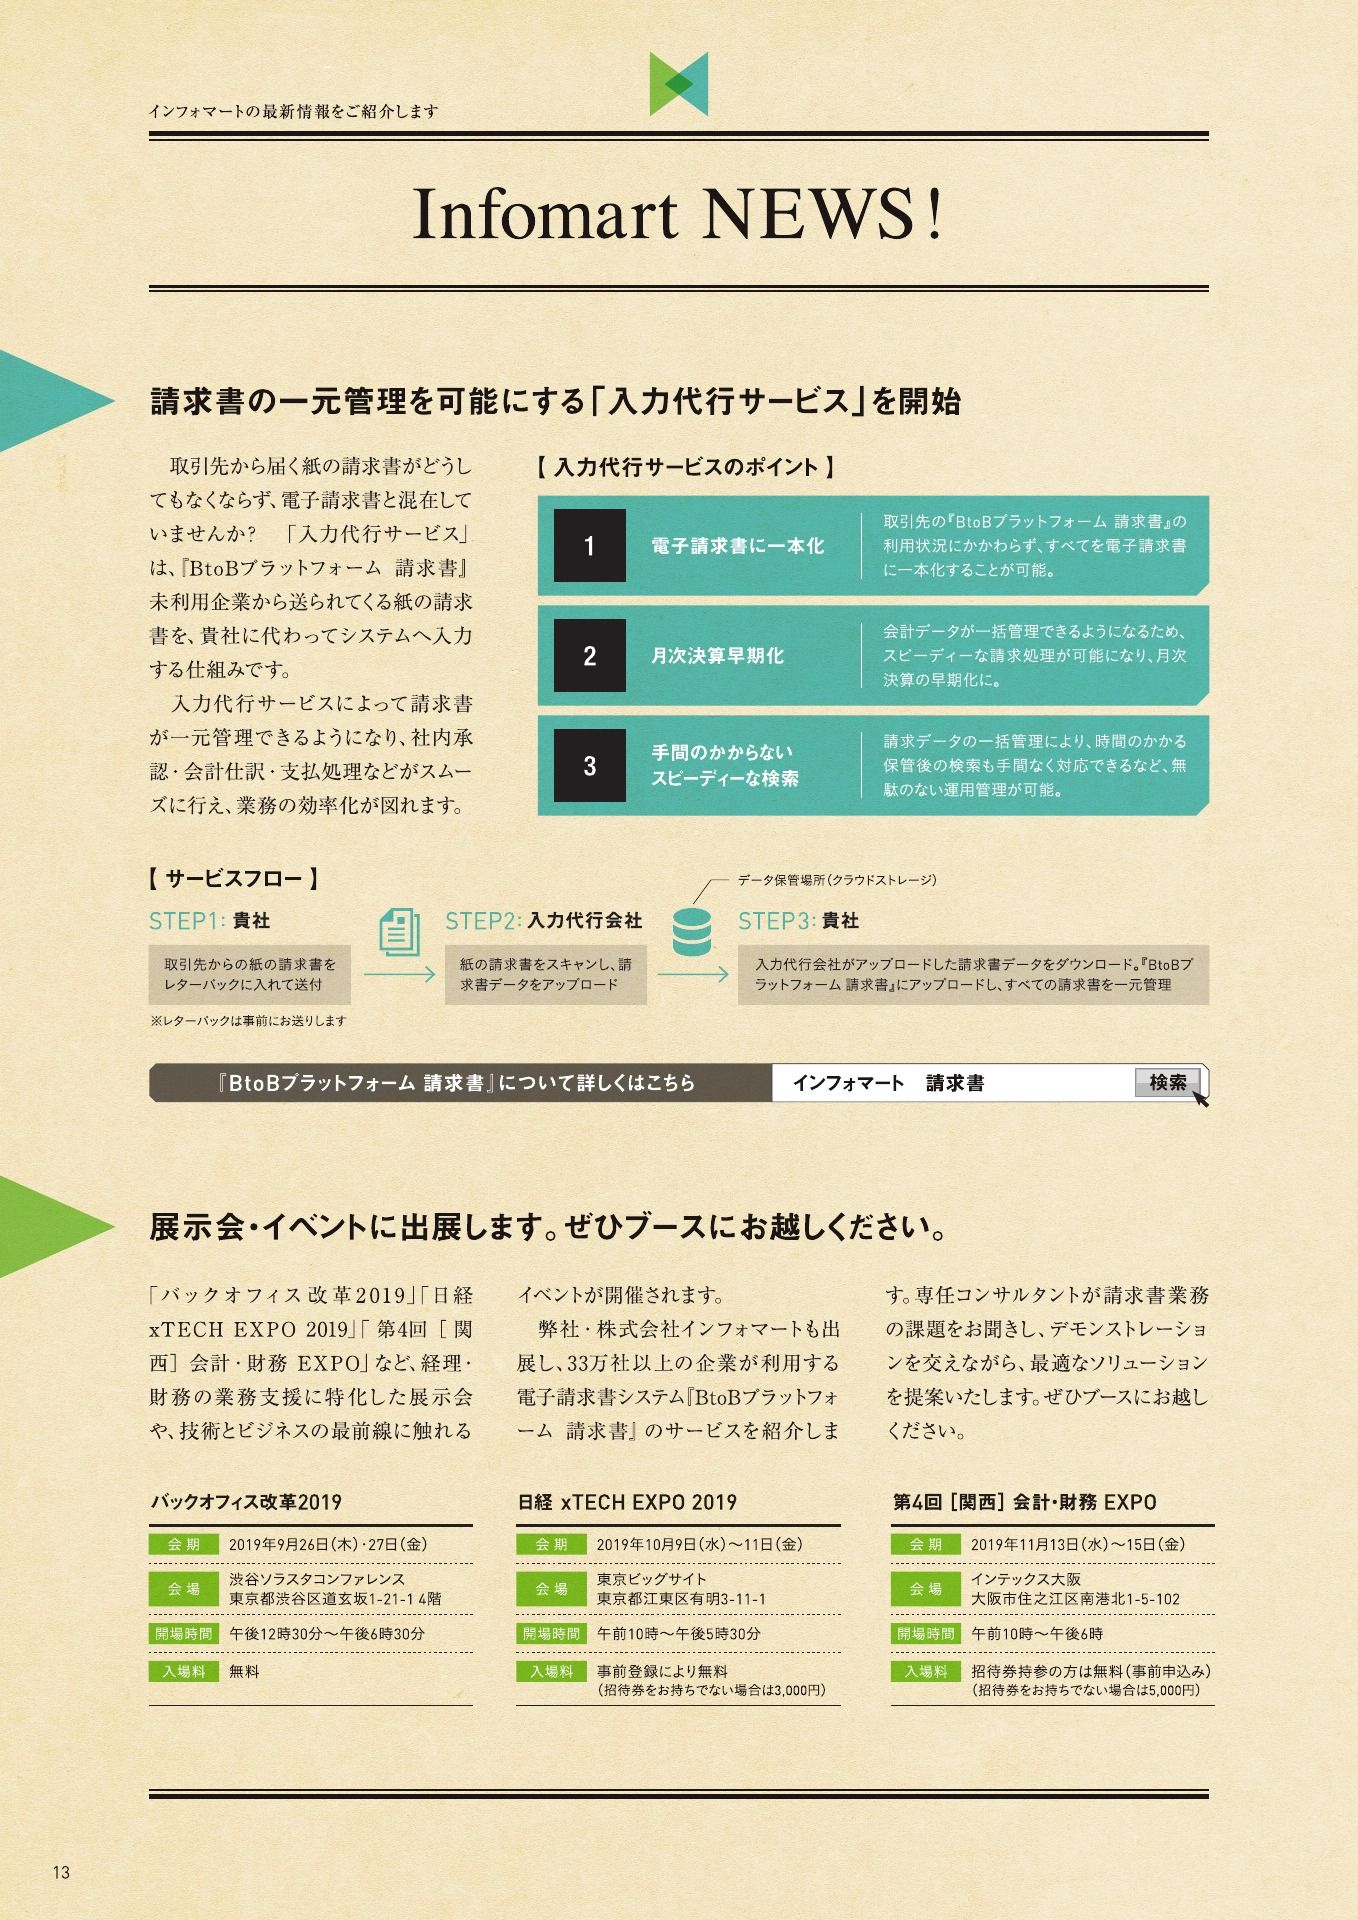 インフォマートの最新情報をご紹介します
Infomart NEWS!
請求書の一元管理を可能にする「入力代行サービス」を開始
取引先から届く紙の請求書がどうし
てもなくならず、電子請求書と混在して
いませんか?　「入力代行サービス」
は、『BtoBプラットフォーム 請求書』
未利用企業から送られてくる紙の請求
書を、貴社に代わってシステムへ入力
する仕組みです。
入力代行サービスによって請求書
が一元管理できるようになり、社内承
認・会計仕訳・支払処理などがスムー
ズに行え、業務の効率化が図れます。
【 入力代行サービスのポイント 】
1
電子請求書に一本化
取引先の『BtoBプラットフォーム 請求書』の
利用状況にかかわらず、すべてを電子請求書
に一本化することが可能。
2
月次決算早期化
会計データが一括管理できるようになるため、
スピーディーな請求処理が可能になり、月次
決算の早期化に。
3
手間のかからない
スピーディーな検索
請求データの一括管理により、時間のかかる
保管後の検索も手間なく対応できるなど、無
駄のない運用管理が可能。
【 サービスフロー 】
データ保管場所(クラウドストレージ)
STEP1: 貴社
取引先からの紙の請求書を
レターパックに入れて送付
※レターパックは事前にお送りします
STEP2: 入力代行会社
紙の請求書をスキャンし、請
求書データをアップロード
STEP3: 貴社
入力代行会社がアップロードした請求書データをダウンロード。『BtoBプ
ラットフォーム 請求書』にアップロードし、すべての請求書を一元管理
『BtoBプラットフォーム 請求書』について詳しくはこちら
インフォマート　請求書
検索
展示会・イベントに出展します。ぜひブースにお越しください。
「バックオフィス改革2019」「日経
xTECH EXPO 2019」「 第4回［関
西］会計・財務 EXPO」など、経理・
財務の業務支援に特化した展示会
や、技術とビジネスの最前線に触れる
イベントが開催されます。
弊社・株式会社インフォマートも出
展し、33万社以上の企業が利用する
電子請求書システム『BtoBプラットフォ
ーム 請求書』のサービスを紹介しま
す。専任コンサルタントが請求書業務
の課題をお聞きし、デモンストレーショ
ンを交えながら、最適なソリューション
を提案いたします。ぜひブースにお越し
ください。
バックオフィス改革2019
会期 2019年9月26日(木)・27日(金)
会場 渋谷ソラスタコンファレンス
東京都渋谷区道玄坂1-21-1 4階
開場時間 午後12時30分～午後6時30分
入場料 無料
日経 xTECH EXPO 2019
会期 2019年10月9日(水)～11日(金)
会場 東京ビッグサイト
東京都江東区有明3-11-1
開場時間 午前10時～午後5時30分
入場料 事前登録により無料
(招待券をお持ちでない場合は3,000円)
第4回［関西］会計・財務 EXPO
会期 2019年11月13日(水)～15日(金)
会場 インテックス大阪
大阪市住之江区南港北1-5-102
開場時間 午前10時～午後6時
入場料 招待券持参の方は無料(事前申込み)
(招待券をお持ちでない場合は5,000円)
13